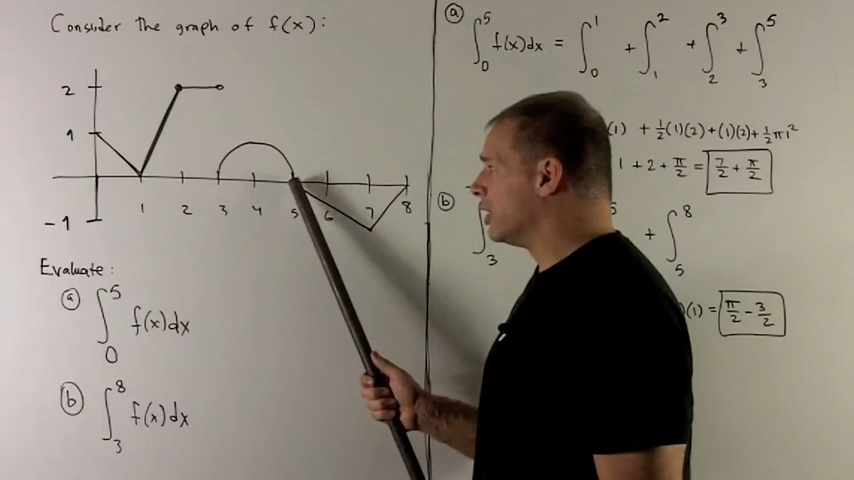 Consider the graph of f(x):
2
1
-1
1 2 3 4 5 6 7 8
Evaluate:
ⓐ ∫₀⁵ f(x)dx
ⓑ ∫₃⁸ f(x)dx
ⓐ ∫₀⁵ f(x)dx = ∫₀¹ + ∫₁² + ∫₂³ + ∫₃⁵
(1) + ½(1)(2) + (1)(2) + ½π1²
1 + 2 + π/2 = 7/2 + π/2
ⓑ ∫₃ 5 + ∫₅⁸
(1) = π/2 - 3/2